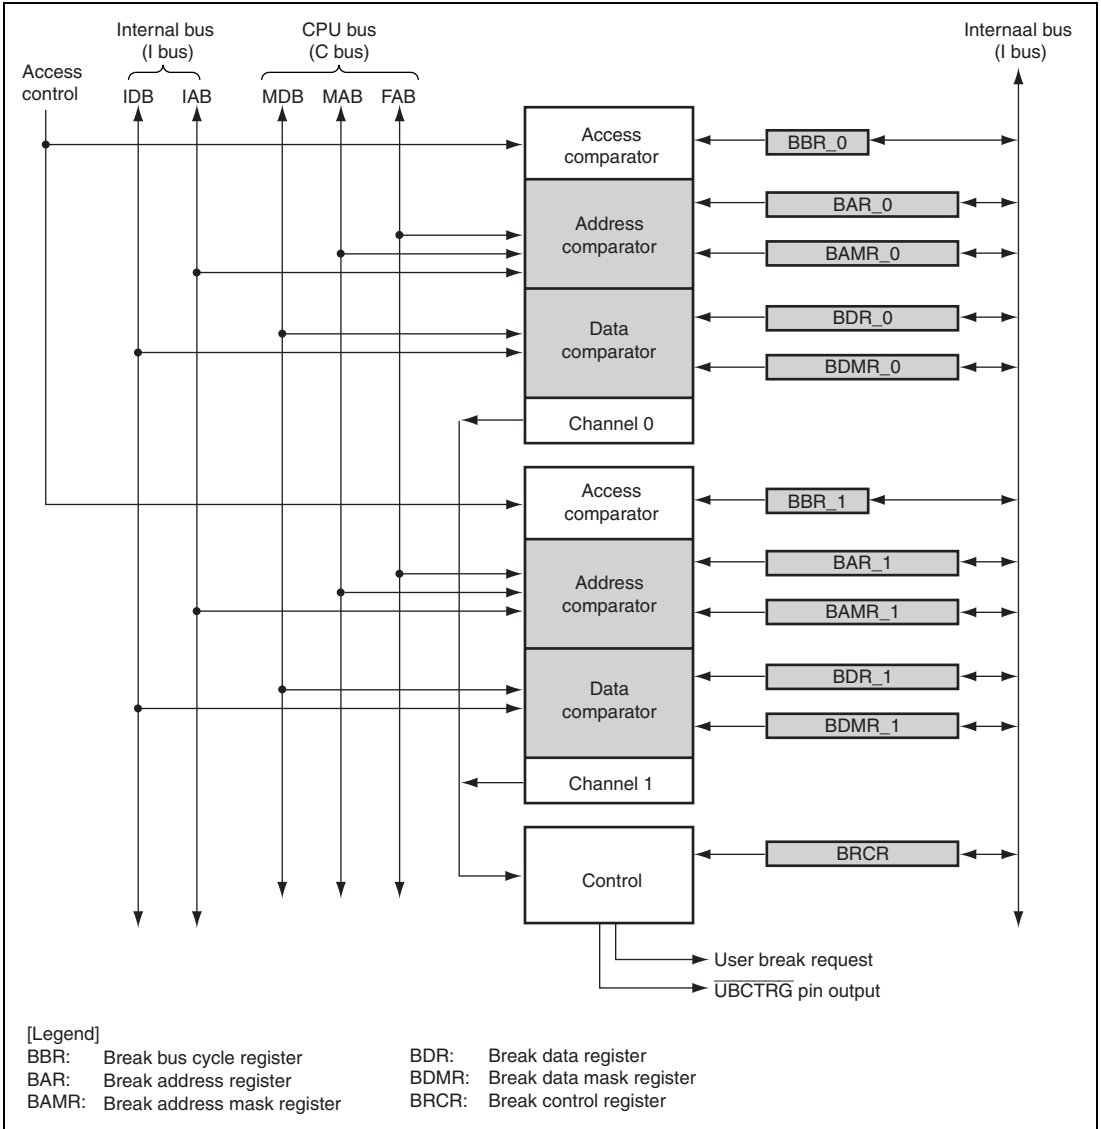 Internal bus
(I bus)
CPU bus
(C bus)
Internaal bus
(I bus)
Access
control
IDB
IAB
MDB
MAB
FAB
Access
comparator
BBR_0
Address
comparator
BAR_0
BAMR_0
Data
comparator
BDR_0
BDMR_0
Channel 0
Access
comparator
BBR_1
Address
comparator
BAR_1
BAMR_1
Data
comparator
BDR_1
BDMR_1
Channel 1
Control
BRCR
User break request
UBCTRG pin output
[Legend]
BBR: Break bus cycle register
BAR: Break address register
BAMR: Break address mask register
BDR: Break data register
BDMR: Break data mask register
BRCR: Break control register